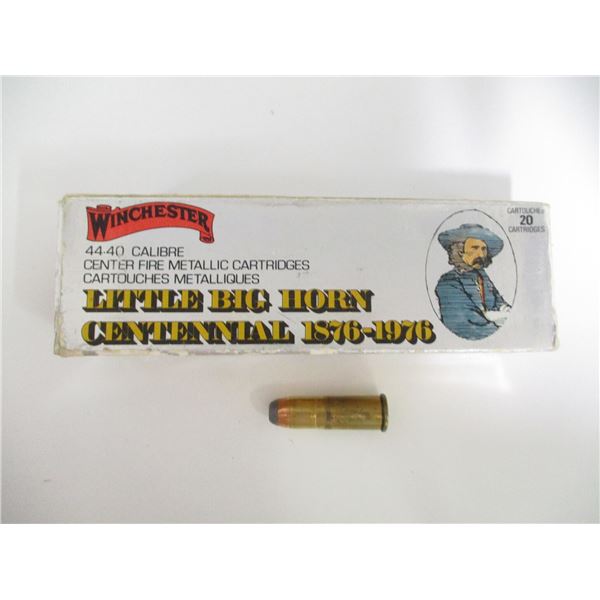 WINCHESTER
44-40 CALIBRE
CENTER FIRE METALLIC CARTRIDGES
CARTOUCHES METALLIQUES
LITTLE BIG HORN
CENTENNIAL 1876-1976
CARTOUCHES
20
CARTRIDGES